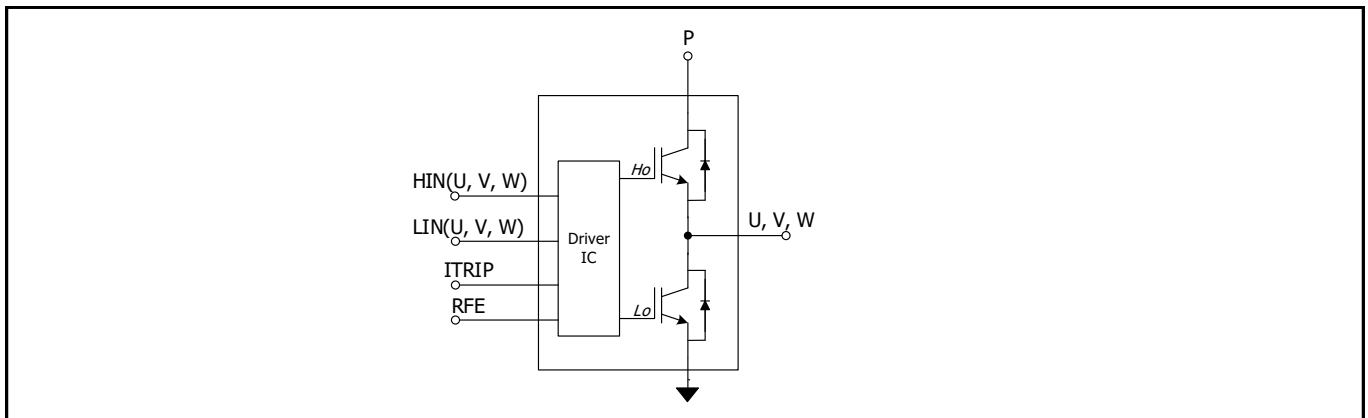 P
HIN(U, V, W)
Ho
LIN(U, V, W)
U, V, W
Driver
IC
ITRIP
RFE
Lo